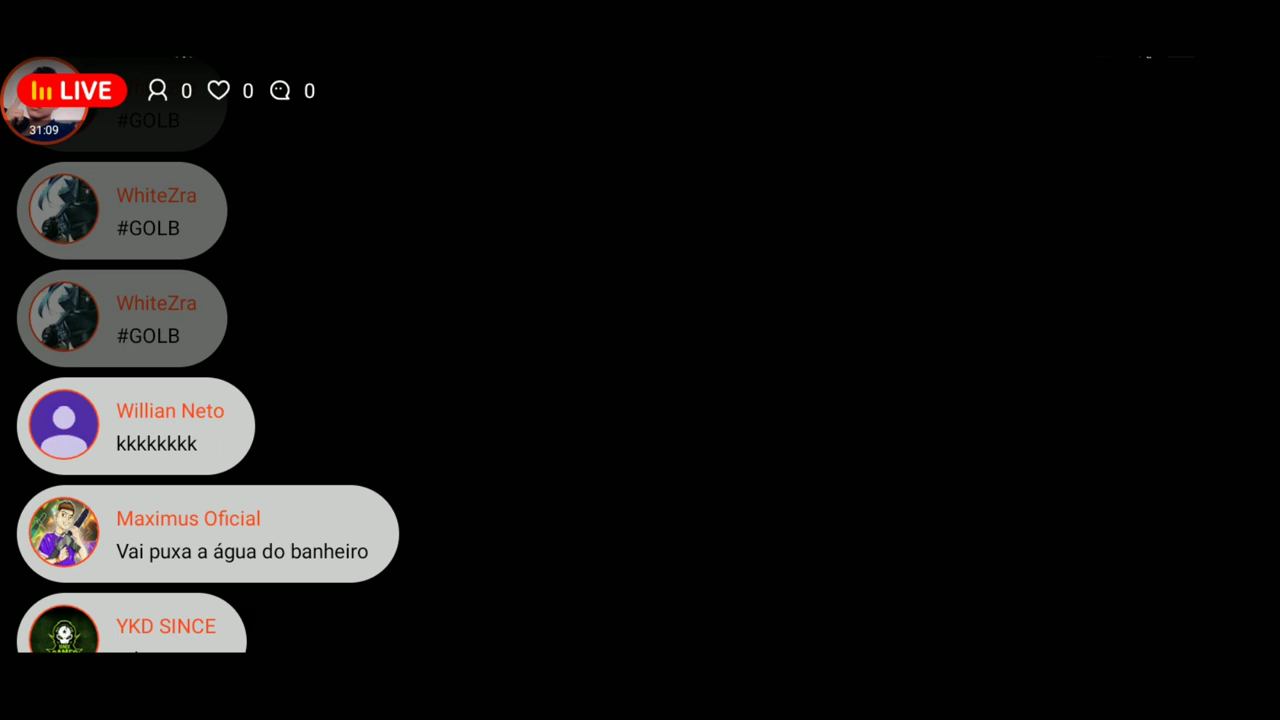 LIVE 0 0 0
#GOLB
31:09
WhiteZra
#GOLB
WhiteZra
#GOLB
Willian Neto
kkkkkkkk
Maximus Oficial
Vai puxa a água do banheiro
YKD SINCE